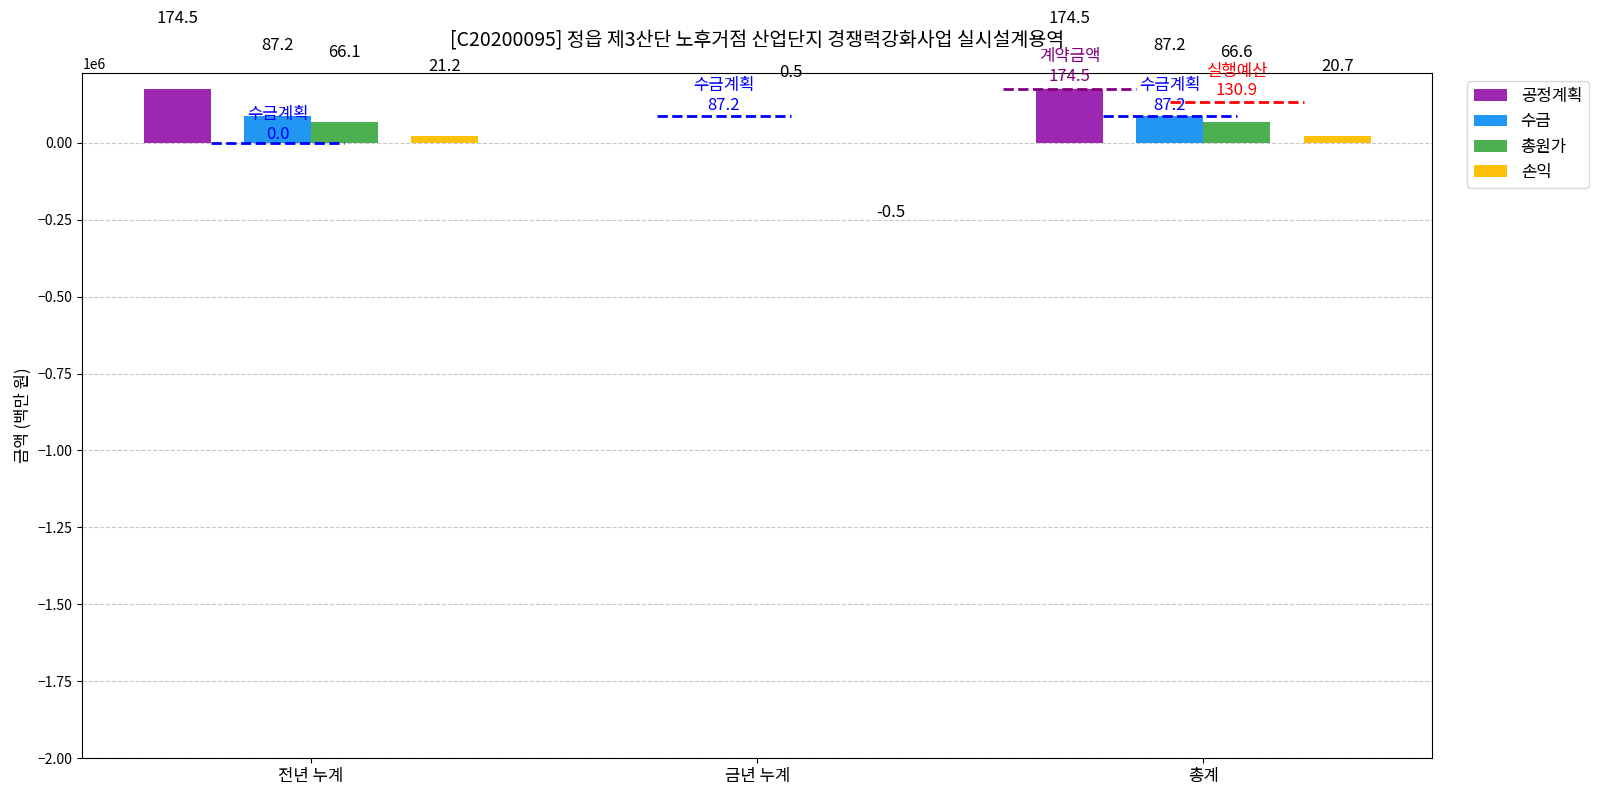 [C20200095] 정읍 제3산단 노후거점 산업단지 경쟁력강화사업 실시설계용역
174.5
87.2
66.1
21.2
수금계획
0.0
수금계획
87.2
0.5
-0.5
174.5
계약금액
174.5
87.2
수금계획
87.2
66.6
실행예산
130.9
20.7
공정계획
수금
총원가
손익
1e6
0.00
−0.25
−0.50
−0.75
−1.00
−1.25
−1.50
−1.75
−2.00
금액 (백만 원)
전년 누계
금년 누계
총계